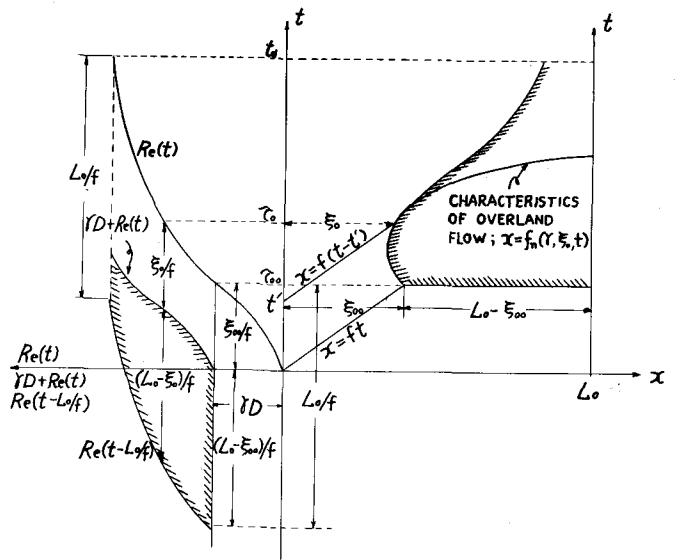 t
t
t_d
Re(t)
L₀/f
γD+Re(t)
τ₀
ξ₀
CHARACTERISTICS
OF OVERLAND
FLOW; x=fₙ(γ,ξ₀,t)
x=f(t-t')
ξ₀/f
τ₀₀
t'
ξ₀₀/f
ξ₀₀
L₀-ξ₀₀
x=ft
Re(t)
γD+Re(t)
Re(t-L₀/f)
(L₀-ξ₀)/f
γD
L₀/f
L₀
x
Re(t-L₀/f)
(L₀-ξ₀₀)/f